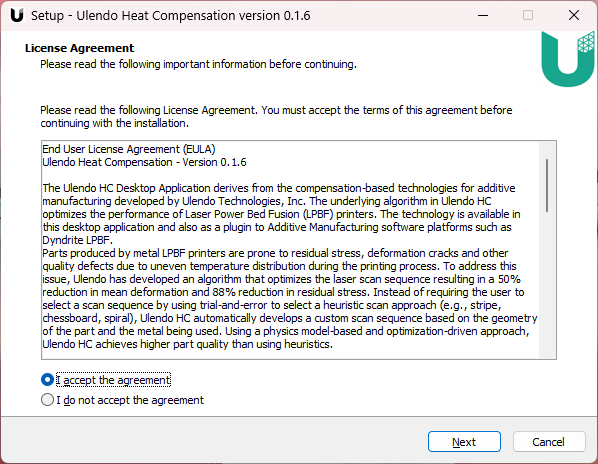 Setup - Ulendo Heat Compensation version 0.1.6
License Agreement
Please read the following important information before continuing.
Please read the following License Agreement. You must accept the terms of this agreement before
continuing with the installation.
End User License Agreement (EULA)
Ulendo Heat Compensation - Version 0.1.6
The Ulendo HC Desktop Application derives from the compensation-based technologies for additive
manufacturing developed by Ulendo Technologies, Inc. The underlying algorithm in Ulendo HC
optimizes the performance of Laser Power Bed Fusion (LPBF) printers. The technology is available in
this desktop application and also as a plugin to Additive Manufacturing software platforms such as
Dyndrite LPBF.
Parts produced by metal LPBF printers are prone to residual stress, deformation cracks and other
quality defects due to uneven temperature distribution during the printing process. To address this
issue, Ulendo has developed an algorithm that optimizes the laser scan sequence resulting in a 50%
reduction in mean deformation and 88% reduction in residual stress. Instead of requiring the user to
select a scan sequence by using trial-and-error to select a heuristic scan approach (e.g., stripe,
chessboard, spiral), Ulendo HC automatically develops a custom scan sequence based on the geometry
of the part and the metal being used. Using a physics model-based and optimization-driven approach,
Ulendo HC achieves higher part quality than using heuristics.
I accept the agreement
I do not accept the agreement
Next
Cancel